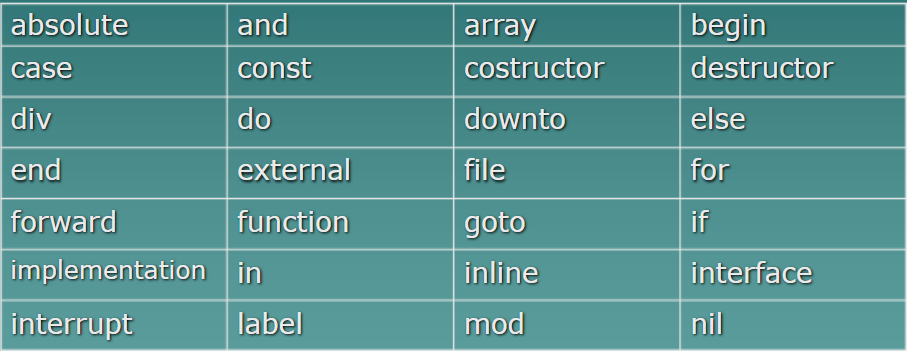 absolute and array begin
case const costructor destructor
div do downto else
end external file for
forward function goto if
implementation in inline interface
interrupt label mod nil